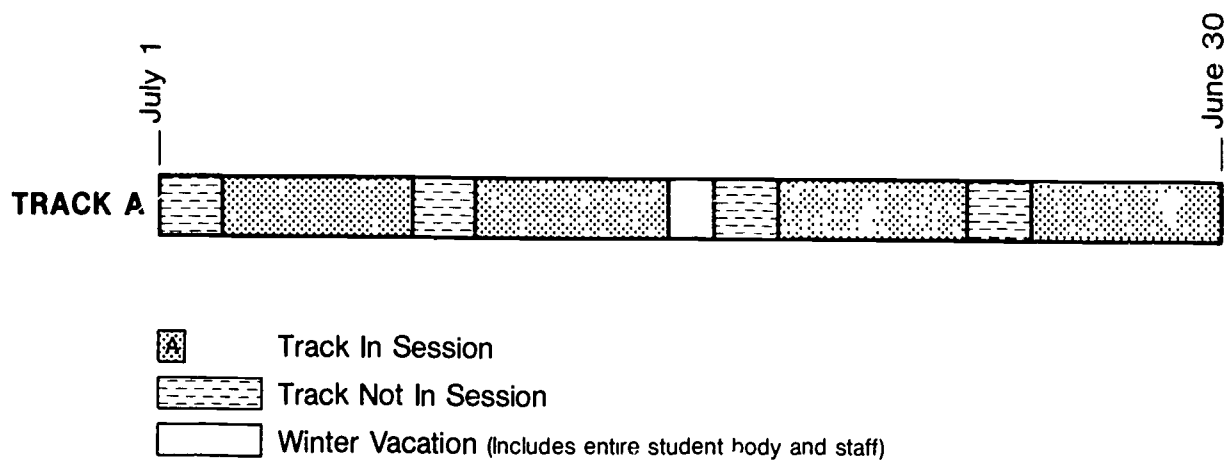 July 1
June 30
TRACK A
A Track In Session
Track Not In Session
Winter Vacation (Includes entire student body and staff)